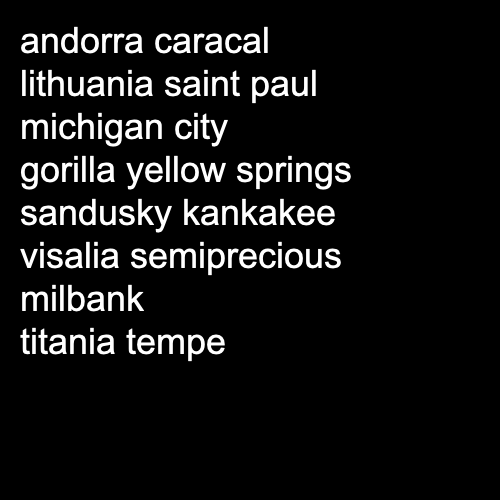 andorra caracal
lithuania saint paul
michigan city
gorilla yellow springs
sandusky kankakee
visalia semiprecious
milbank
titania tempe